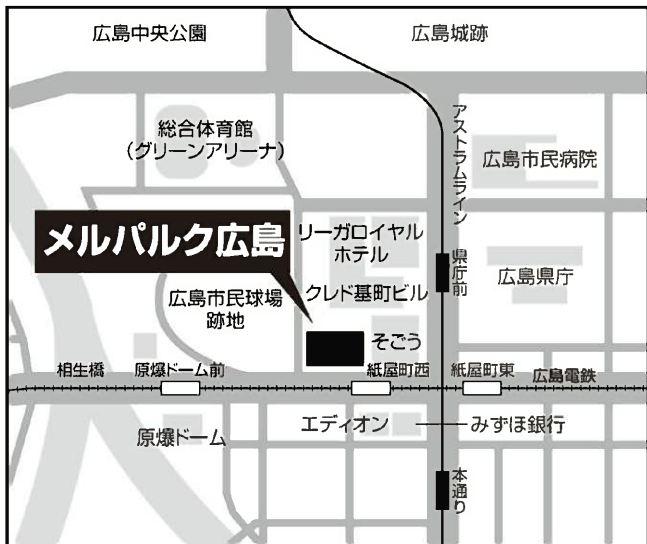 広島中央公園
広島城跡
総合体育館
(グリーンアリーナ)
アストラムライン
広島市民病院
メルパルク広島
リーガロイヤル
ホテル
県庁前
広島県庁
広島市民球場
跡地
クレド基町ビル
そごう
相生橋
原爆ドーム前
紙屋町西
紙屋町東
広島電鉄
原爆ドーム
エディオン
みずほ銀行
本通り